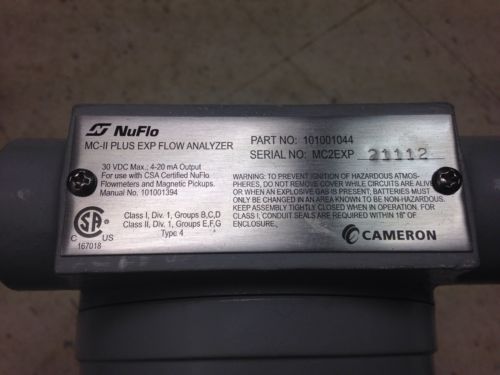 NuFlo
MC-II PLUS EXP FLOW ANALYZER
30 VDC Max.: 4-20 mA Output
For use with CSA Certified NuFlo
Flowmeters and Magnetic Pickups.
Manual No. 101001394
SA
C US
167018
Class I, Div. 1, Groups B,C,D
Class II, Div. 1, Groups E,F,G
Type 4
PART NO: 101001044
SERIAL NO: MC2EXP 21112
WARNING: TO PREVENT IGNITION OF HAZARDOUS ATMOS-
PHERES, DO NOT REMOVE COVER WHILE CIRCUITS ARE ALIVE
OR WHEN AN EXPLOSIVE GAS IS PRESENT. BATTERIES MUST
ONLY BE CHANGED IN AN AREA KNOWN TO BE NON-HAZARDOUS.
KEEP ASSEMBLY TIGHTLY CLOSED WHEN IN OPERATION. FOR
CLASS I, CONDUIT SEALS ARE REQUIRED WITHIN 18" OF
ENCLOSURE.
CAMERON